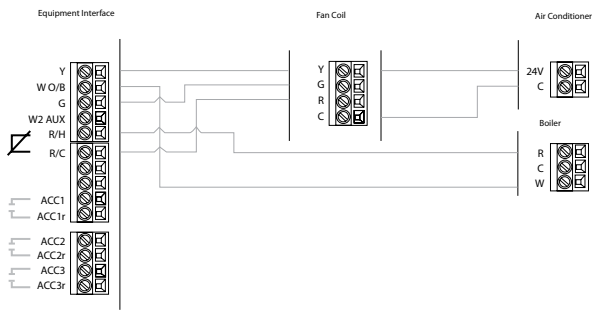 Equipment Interface
Fan Coil
Air Conditioner
Y
W O/B
G
W2 AUX
R/H
R/C
ACC1
ACC1r
ACC2
ACC2r
ACC3
ACC3r
Y
G
R
C
24V
C
Boiler
R
C
W